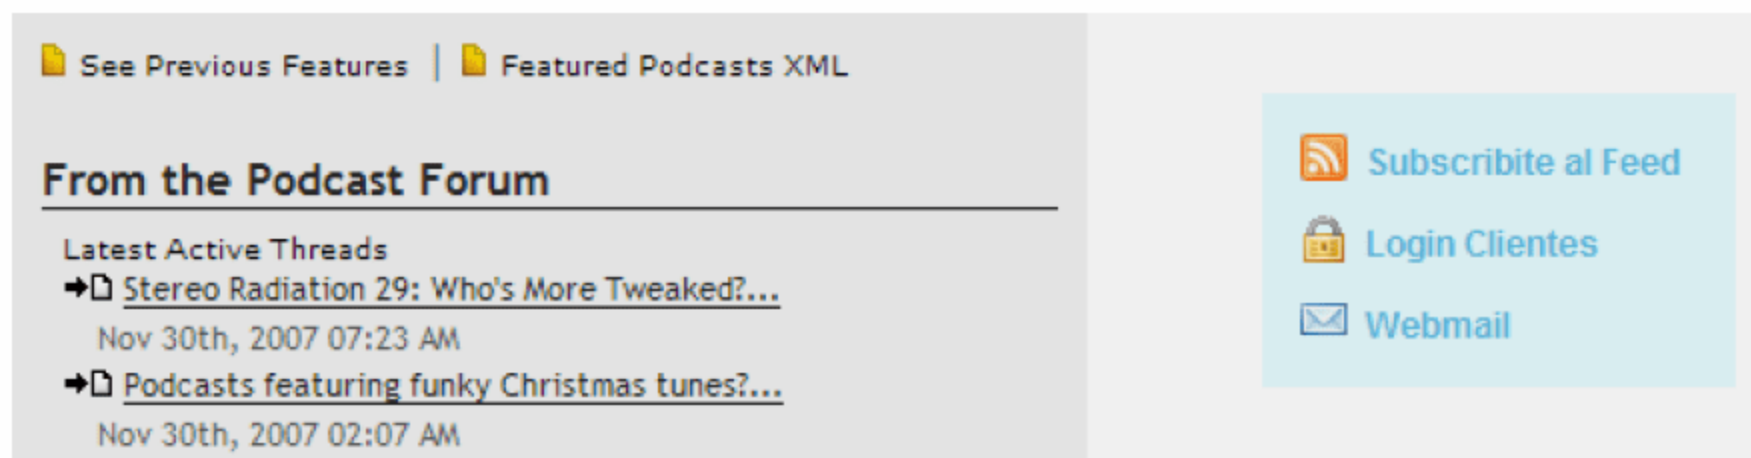 See Previous Features | Featured Podcasts XML
From the Podcast Forum
Latest Active Threads
Stereo Radiation 29: Who's More Tweaked?...
Nov 30th, 2007 07:23 AM
Podcasts featuring funky Christmas tunes?...
Nov 30th, 2007 02:07 AM
Subscribite al Feed
Login Clientes
Webmail